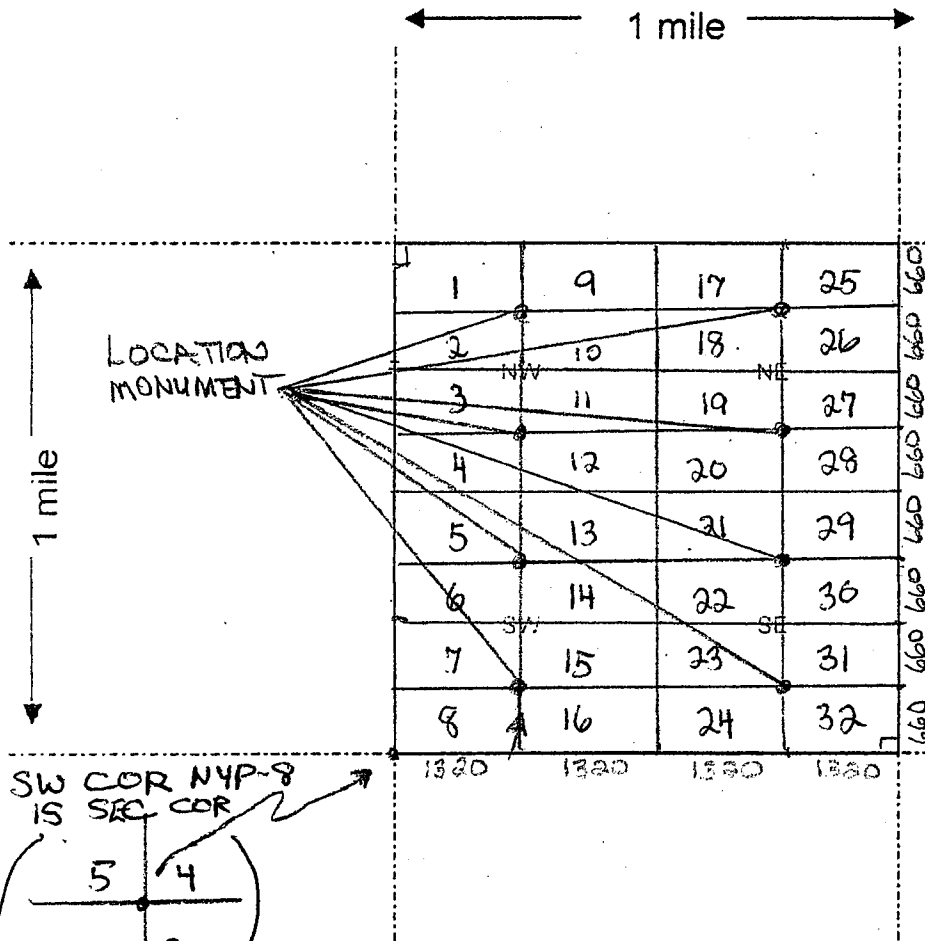 1 mile
1 9 17 25 660
2 10 18 26 660
NW NE
LOCATION
MONUMENT
3 11 19 27 660
4 12 20 28 660
1 mile
5 13 21 29 660
6 14 22 30 660
SW SE
7 15 23 31 660
8 16 24 32 660
1320 1320 1320 1320
SW COR NYP-8
IS SEC COR
5 4